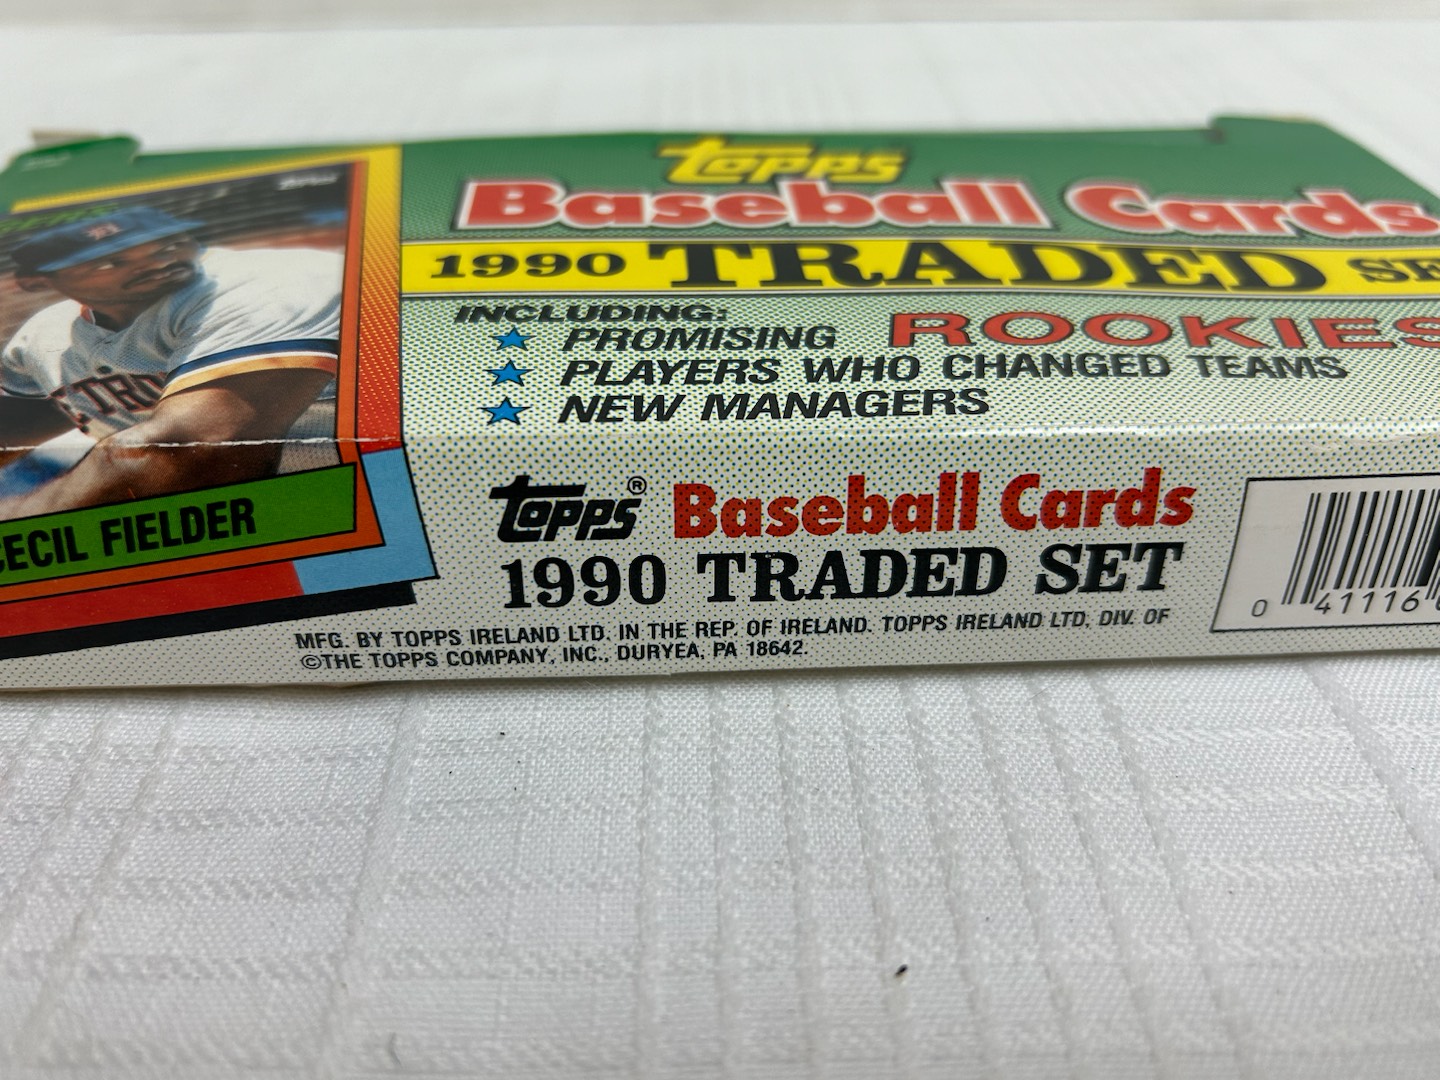 topps
Baseball Cards
1990 TRADED SE
INCLUDING:
PROMISING ROOKIES
PLAYERS WHO CHANGED TEAMS
NEW MANAGERS
CECIL FIELDER
DETRO
topps® Baseball Cards
1990 TRADED SET
MFG. BY TOPPS IRELAND LTD. IN THE REP. OF IRELAND. TOPPS IRELAND LTD, DIV. OF
©THE TOPPS COMPANY, INC., DURYEA, PA 18642.
0 41116